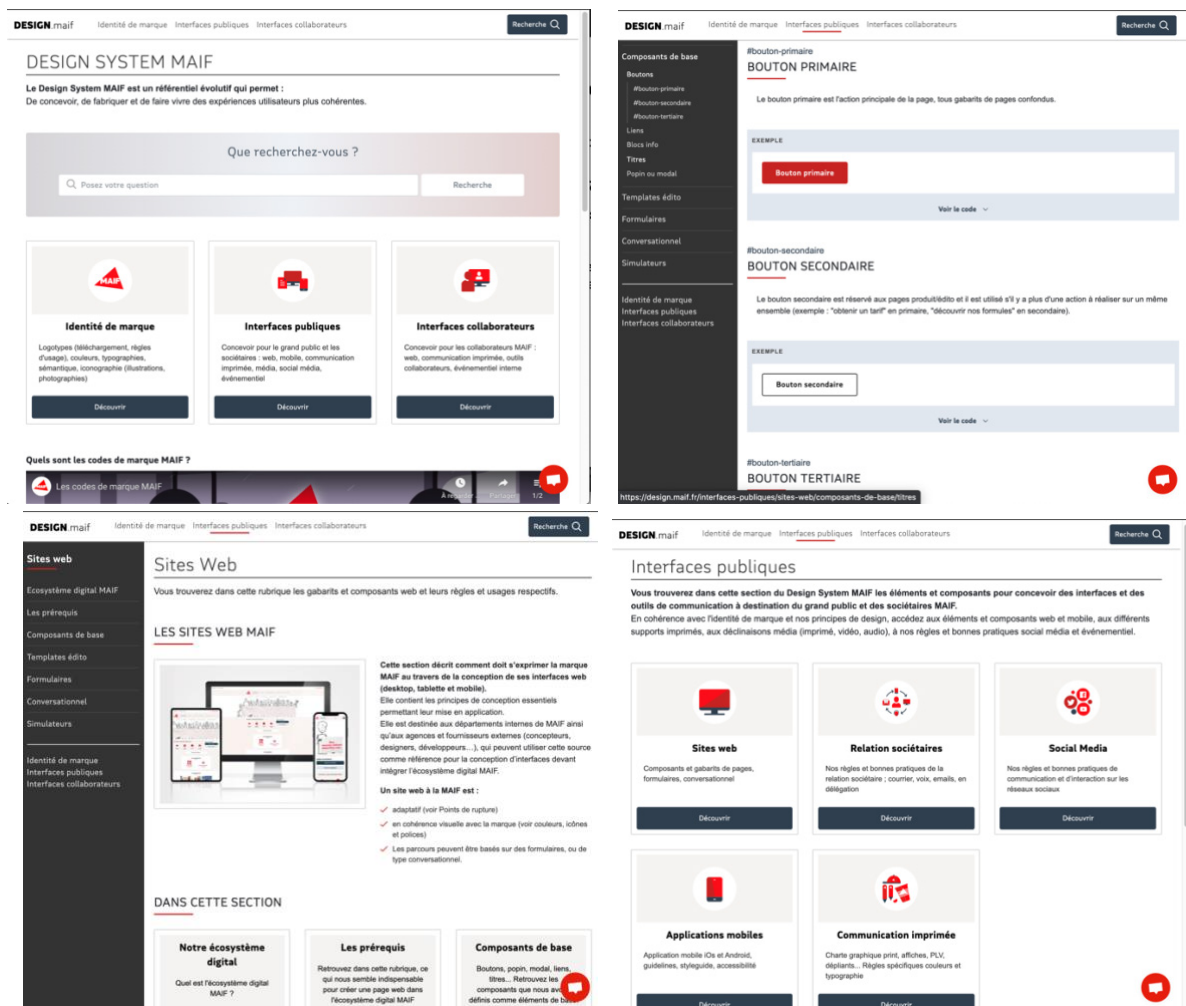 DESIGN.maif
Identité de marque Interfaces publiques Interfaces collaborateurs
Recherche
DESIGN SYSTEM MAIF
Le Design System MAIF est un référentiel évolutif qui permet :
De concevoir, de fabriquer et de faire vivre des expériences utilisateurs plus cohérentes.
Que recherchez-vous ?
Posez votre question
Recherche
MAIF
Identité de marque
Logotypes (téléchargement, règles
d'usage), couleurs, typographies,
sémantique, iconographie (illustrations,
photographies)
Découvrir
Interfaces publiques
Concevoir pour le grand public et les
sociétaires : web, mobile, communication
imprimée, média, social média,
événementiel
Découvrir
Interfaces collaborateurs
Concevoir pour les collaborateurs MAIF :
web, communication imprimée, outils
collaborateurs, évènementiel interne
Découvrir
Quels sont les codes de marque MAIF ?
Les codes de marque MAIF
Partager
1/2
DESIGN.maif
Identité de marque Interfaces publiques Interfaces collaborateurs
Recherche
Composants de base
Boutons
#bouton-primaire
#bouton-secondaire
#bouton-tertiaire
Liens
Blocs info
Titres
Popin ou modal
Templates édito
Formulaires
Conversationnel
Simulateurs
Identité de marque
Interfaces publiques
Interfaces collaborateurs
#bouton-primaire
BOUTON PRIMAIRE
Le bouton primaire est l'action principale de la page, tous gabarits de pages confondus.
EXEMPLE
Bouton primaire
Voir le code
#bouton-secondaire
BOUTON SECONDAIRE
Le bouton secondaire est réservé aux pages produit/édito et il est utilisé s'il y a plus d'une action à réaliser sur un même
ensemble (exemple : "obtenir un tarif" en primaire, "découvrir nos formules" en secondaire).
EXEMPLE
Bouton secondaire
Voir le code
#bouton-tertiaire
BOUTON TERTIAIRE
https://design.maif.fr/interfaces-publiques/sites-web/composants-de-base/titres
DESIGN.maif
Identité de marque Interfaces publiques Interfaces collaborateurs
Recherche
Sites web
Ecosystème digital MAIF
Les prérequis
Composants de base
Templates édito
Formulaires
Conversationnel
Simulateurs
Identité de marque
Interfaces publiques
Interfaces collaborateurs
Sites Web
Vous trouverez dans cette rubrique les gabarits et composants web et leurs règles et usages respectifs.
LES SITES WEB MAIF
Cette section décrit comment doit s'exprimer la marque
MAIF au travers de la conception de ses interfaces web
(desktop, tablette et mobile).
Elle contient les principes de conception essentiels
permettant leur mise en application.
Elle est destinée aux départements internes de MAIF ainsi
qu'aux agences et fournisseurs externes (concepteurs,
designers, développeurs…), qui peuvent utiliser cette source
comme référence pour la conception d'interfaces devant
intégrer l'écosystème digital MAIF.
Un site web à la MAIF est :
adaptatif (voir Points de rupture)
en cohérence visuelle avec la marque (voir couleurs, icônes
et polices)
Les parcours peuvent être basés sur des formulaires, ou de
type conversationnel.
DANS CETTE SECTION
Notre écosystème
digital
Quel est l'écosystème digital
MAIF ?
Les prérequis
Retrouvez dans cette rubrique, ce
qui nous semble indispensable
pour créer une page web dans
l'écosystème digital MAIF
Composants de base
Boutons, popin, modal, liens,
titres... Retrouvez les
composants que nous
définis comme éléments de
DESIGN.maif
Identité de marque Interfaces publiques Interfaces collaborateurs
Recherche
Interfaces publiques
Vous trouverez dans cette section du Design System MAIF les éléments et composants pour concevoir des interfaces et des
outils de communication à destination du grand public et des sociétaires MAIF.
En cohérence avec l'identité de marque et nos principes de design, accédez aux éléments et composants web et mobile, aux différents
supports imprimés, aux déclinaisons média (imprimé, vidéo, audio), à nos règles et bonnes pratiques social média et événementiel.
Sites web
Composants et gabarits de pages,
formulaires, conversationnel
Découvrir
Relation sociétaires
Nos règles et bonnes pratiques de la
relation sociétaire ; courrier, voix, emails, en
délégation
Découvrir
Social Media
Nos règles et bonnes pratiques de
communication et d'interaction sur les
réseaux sociaux
Découvrir
Applications mobiles
Application mobile iOs et Android,
guidelines, styleguide, accessibilité
Découvrir
Communication imprimée
Charte graphique print, affiches, PLV,
dépliants... Règles spécifiques couleurs et
typographie
Découvrir